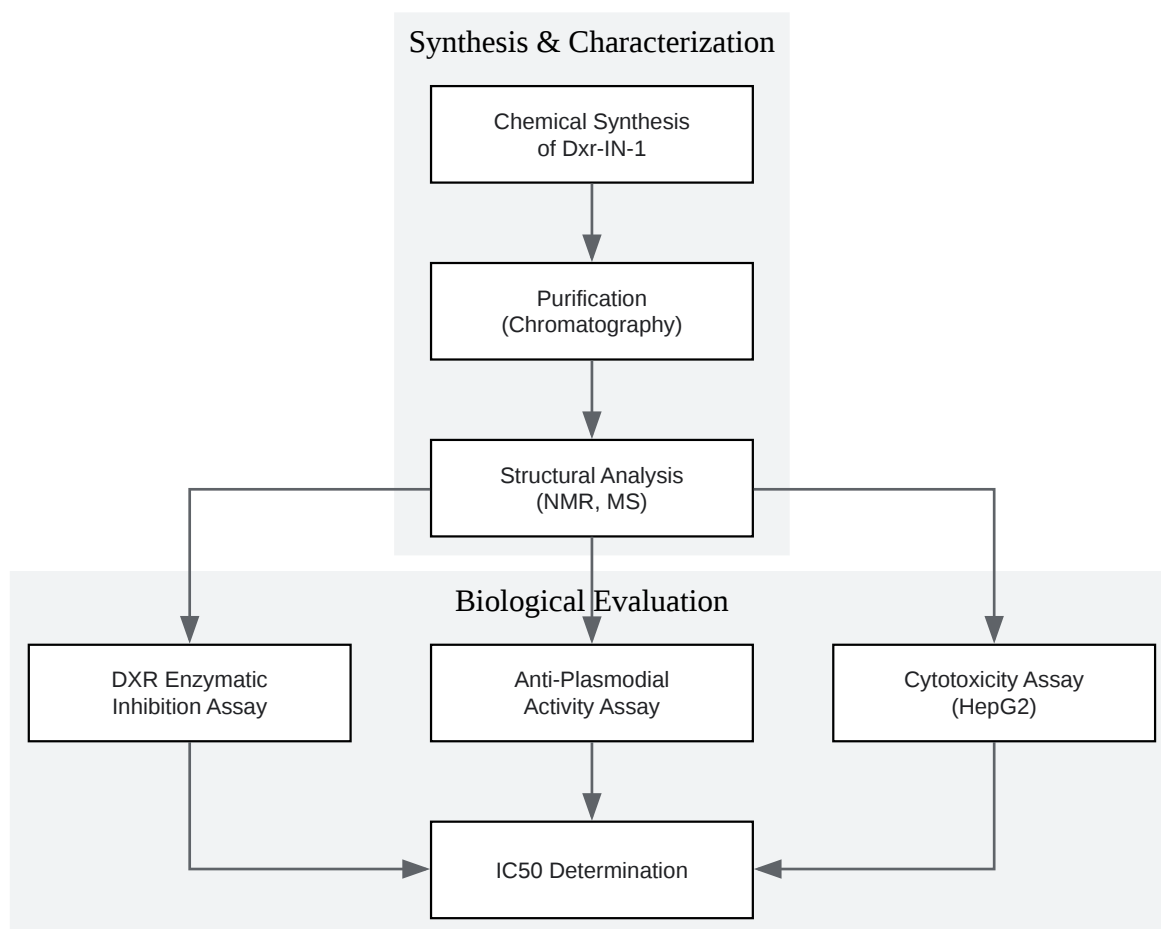 Synthesis & Characterization
Chemical Synthesis
of Dxr-IN-1
Purification
(Chromatography)
Structural Analysis
(NMR, MS)
Biological Evaluation
DXR Enzymatic
Inhibition Assay
Anti-Plasmodial
Activity Assay
Cytotoxicity Assay
(HepG2)
IC50 Determination